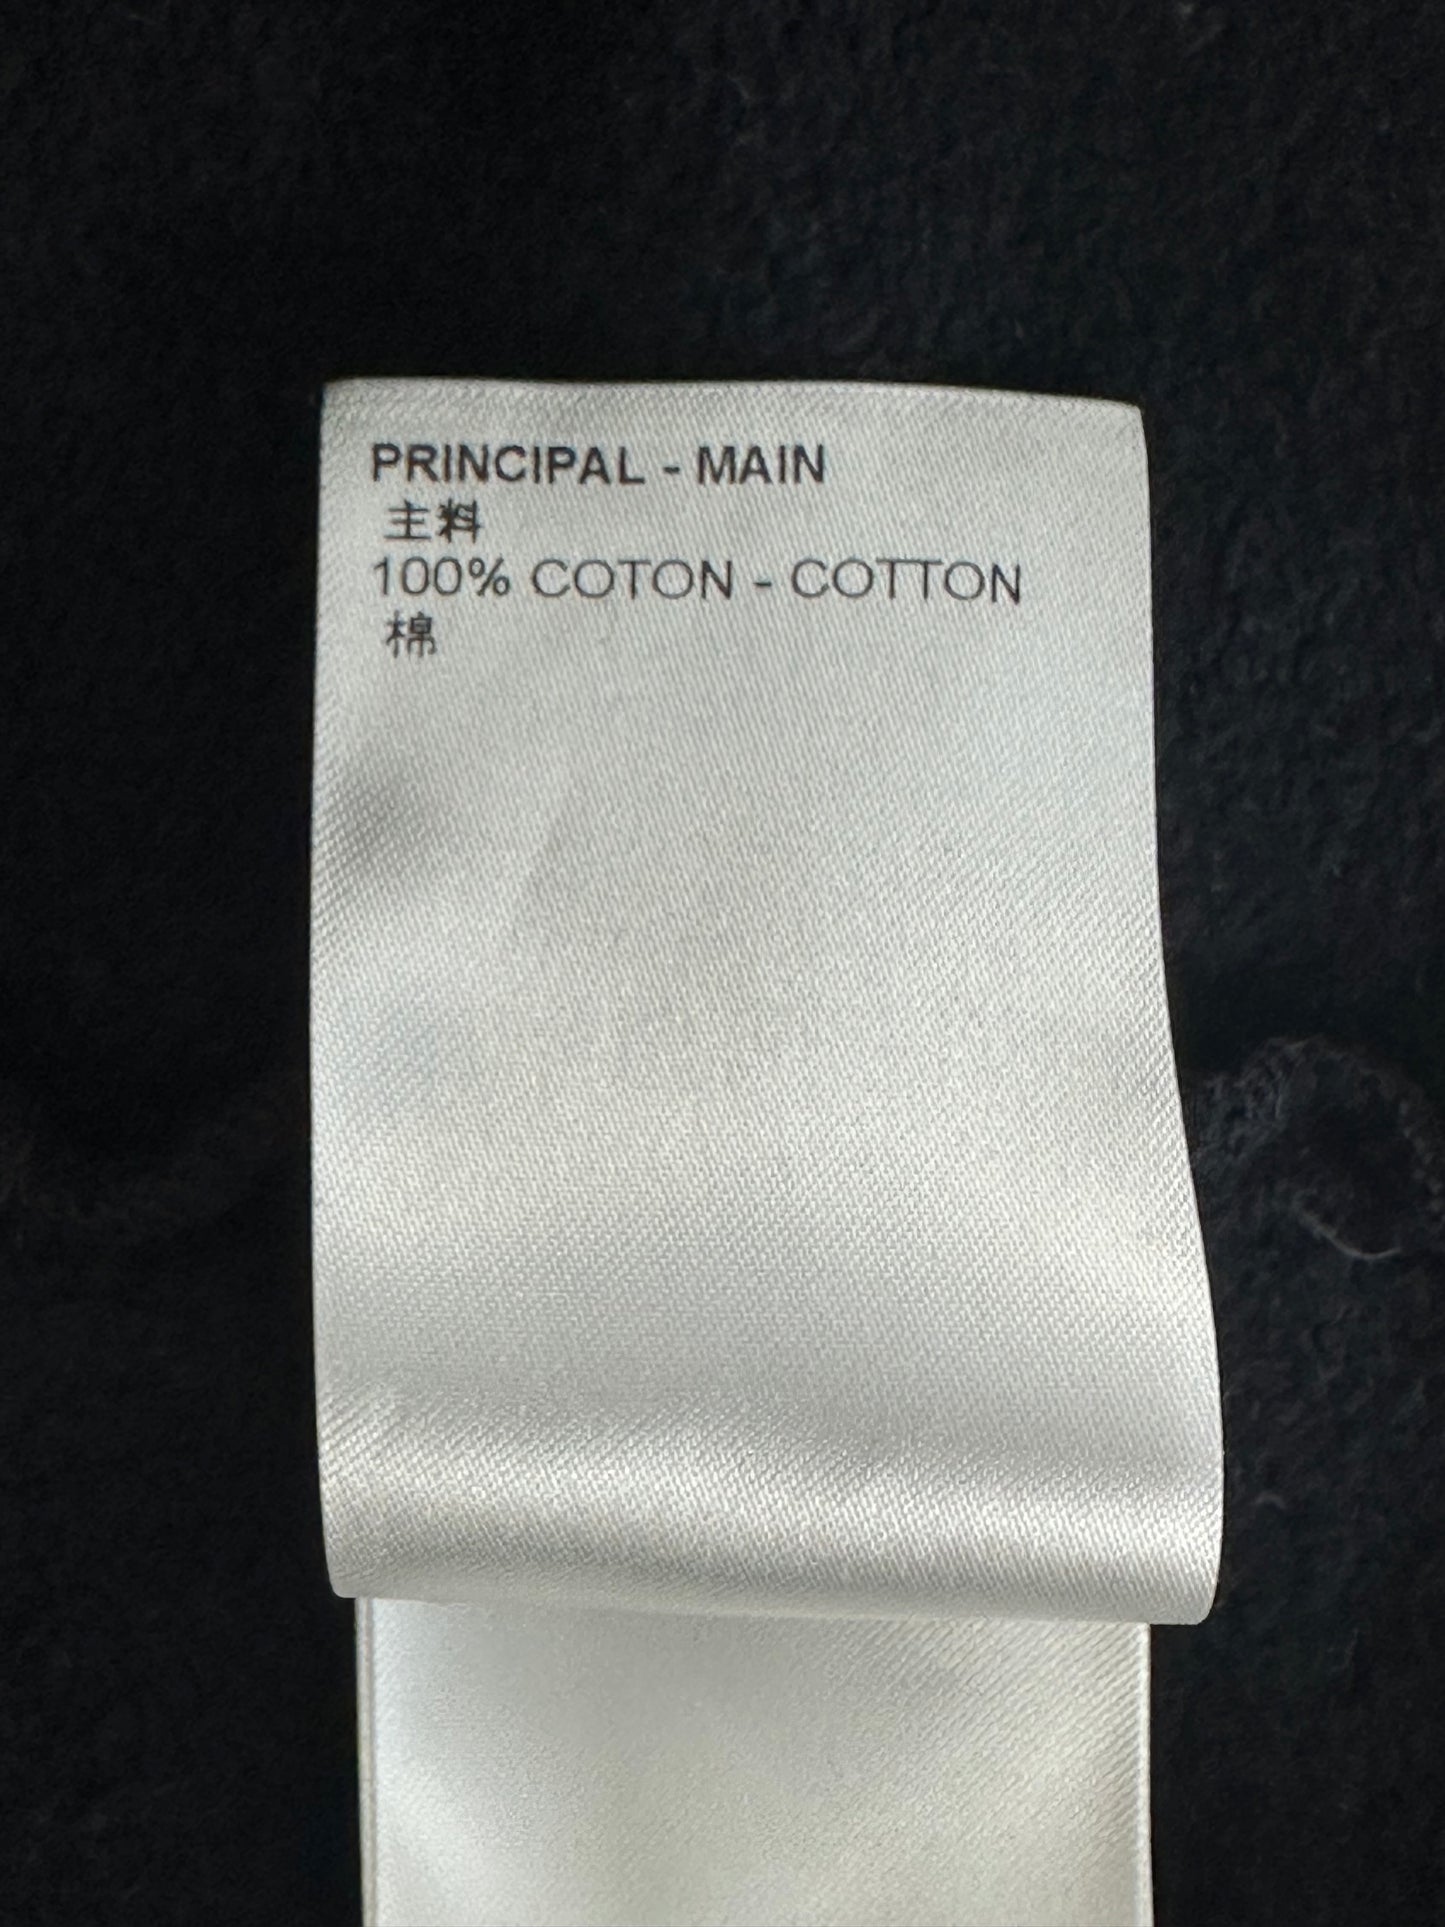 PRINCIPAL - MAIN
主料
100% COTON - COTTON
棉